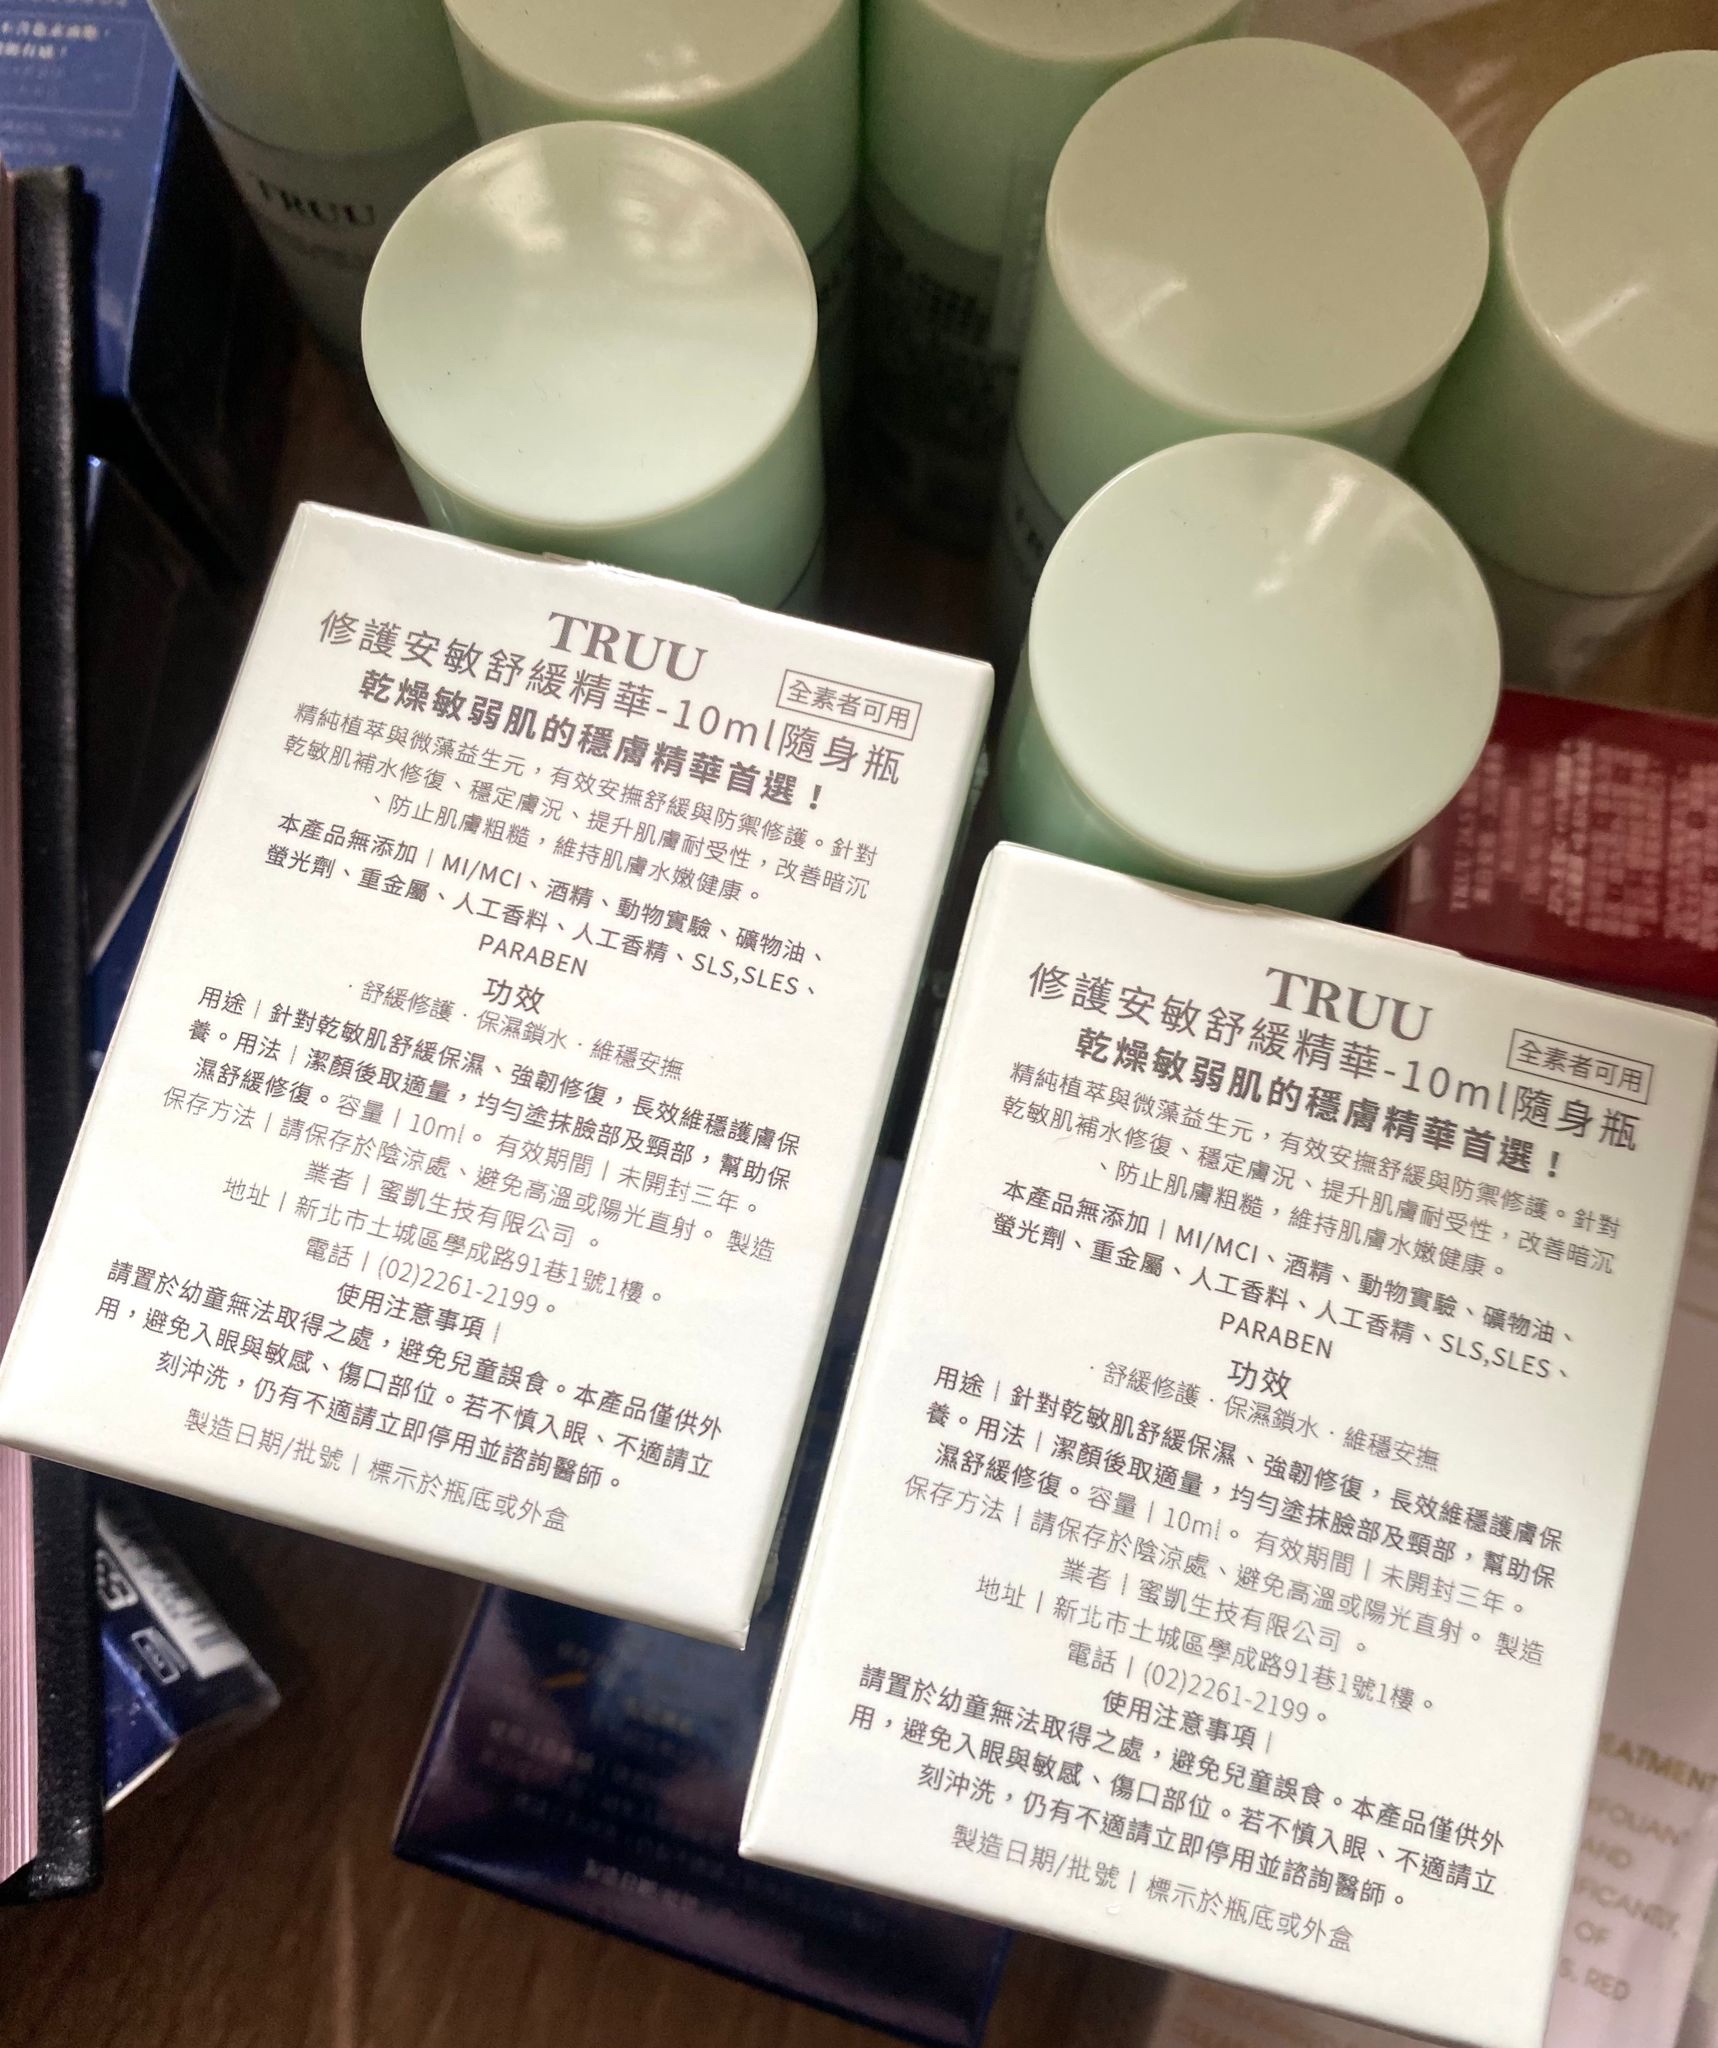 TRUU
TRUU
修護安敏舒緩精華-10ml隨身瓶
全素者可用
乾燥敏弱肌的穩膚精華首選！
精純植萃與微藻益生元，有效安撫舒緩與防禦修護。針對
乾敏肌補水修復、穩定膚況、提升肌膚耐受性，改善暗沉
、防止肌膚粗糙，維持肌膚水嫩健康。
本產品無添加｜MI/MCI、酒精、動物實驗、礦物油、
螢光劑、重金屬、人工香料、人工香精、SLS,SLES、
PARABEN
功效
·舒緩修護·保濕鎖水·維穩安撫
用途｜針對乾敏肌舒緩保濕、強韌修復，長效維穩護膚保
養。用法｜潔顏後取適量，均勻塗抹臉部及頸部，幫助保
濕舒緩修復。容量｜10ml。 有效期間｜未開封三年。
保存方法｜請保存於陰涼處、避免高溫或陽光直射。 製造
業者｜蜜凱生技有限公司 。
地址｜新北市土城區學成路91巷1號1樓。
電話｜(02)2261-2199。
使用注意事項｜
請置於幼童無法取得之處，避免兒童誤食。本產品僅供外
用，避免入眼與敏感、傷口部位。若不慎入眼、不適請立
刻沖洗，仍有不適請立即停用並諮詢醫師。
製造日期/批號｜標示於瓶底或外盒
TRUU
修護安敏舒緩精華-10ml隨身瓶
全素者可用
乾燥敏弱肌的穩膚精華首選！
精純植萃與微藻益生元，有效安撫舒緩與防禦修護。針對
乾敏肌補水修復、穩定膚況、提升肌膚耐受性，改善暗沉
、防止肌膚粗糙，維持肌膚水嫩健康。
本產品無添加｜MI/MCI、酒精、動物實驗、礦物油、
螢光劑、重金屬、人工香料、人工香精、SLS,SLES、
PARABEN
功效
·舒緩修護·保濕鎖水·維穩安撫
用途｜針對乾敏肌舒緩保濕、強韌修復，長效維穩護膚保
養。用法｜潔顏後取適量，均勻塗抹臉部及頸部，幫助保
濕舒緩修復。容量｜10ml。 有效期間｜未開封三年。
保存方法｜請保存於陰涼處、避免高溫或陽光直射。 製造
業者｜蜜凱生技有限公司 。
地址｜新北市土城區學成路91巷1號1樓。
電話｜(02)2261-2199。
使用注意事項｜
請置於幼童無法取得之處，避免兒童誤食。本產品僅供外
用，避免入眼與敏感、傷口部位。若不慎入眼、不適請立
刻沖洗，仍有不適請立即停用並諮詢醫師。
製造日期/批號｜標示於瓶底或外盒
AND
OF
RED